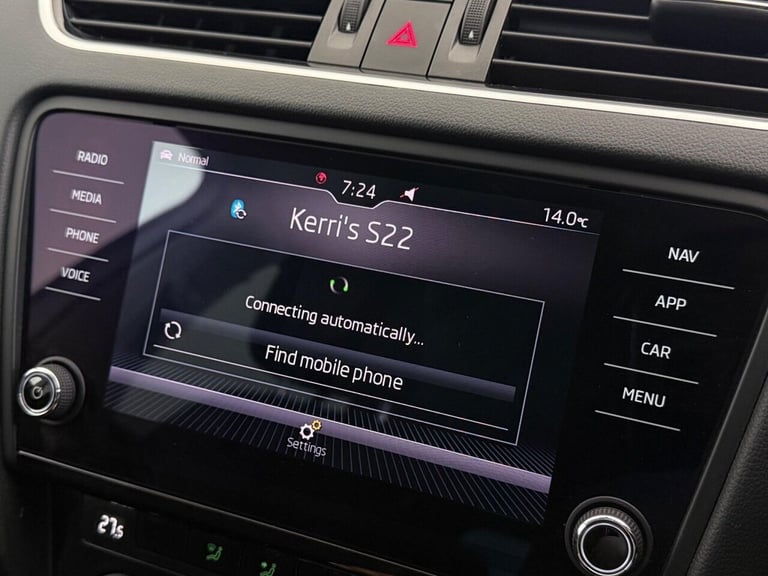 RADIO
MEDIA
PHONE
VOICE
Normal
7:24
14.0°C
Kerri's S22
Connecting automatically...
Find mobile phone
Settings
NAV
APP
CAR
MENU
27.5